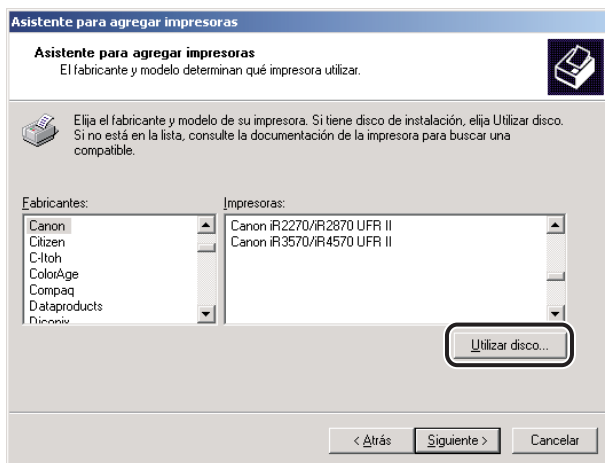 Asistente para agregar impresoras
Asistente para agregar impresoras
El fabricante y modelo determinan qué impresora utilizar.
Elija el fabricante y modelo de su impresora. Si tiene disco de instalación, elija Utilizar disco.
Si no está en la lista, consulte la documentación de la impresora para buscar una
compatible.
Fabricantes:
Impresoras:
Canon
Citizen
C-Itoh
ColorAge
Compaq
Dataproducts
Diconix
Canon iR2270/iR2870 UFR II
Canon iR3570/iR4570 UFR II
Utilizar disco...
< Atrás
Siguiente >
Cancelar